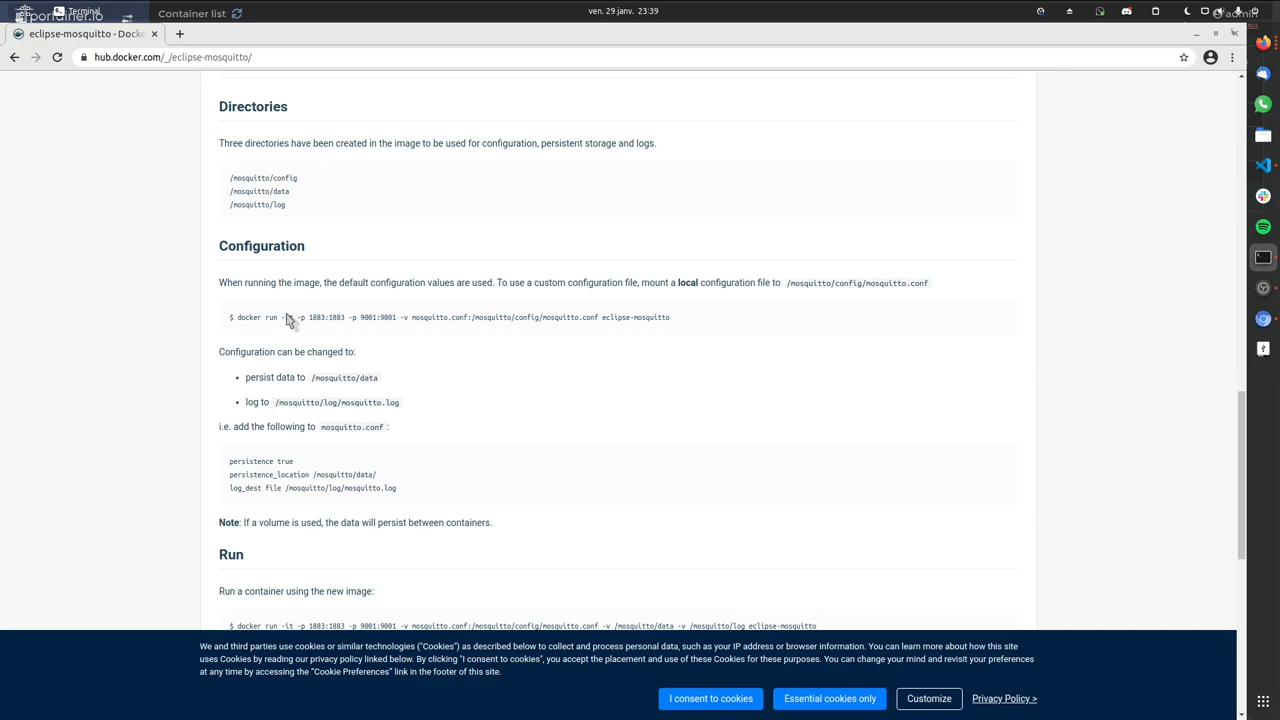 Terminal
portainer.io
Container list
ven. 29 janv. 23:39
admin
eclipse-mosquitto - Docke
hub.docker.com/_/eclipse-mosquitto/
Directories
Three directories have been created in the image to be used for configuration, persistent storage and logs.
/mosquitto/config
/mosquitto/data
/mosquitto/log
Configuration
When running the image, the default configuration values are used. To use a custom configuration file, mount a local configuration file to /mosquitto/config/mosquitto.conf
$ docker run -p 1883:1883 -p 9001:9001 -v mosquitto.conf:/mosquitto/config/mosquitto.conf eclipse-mosquitto
Configuration can be changed to:
• persist data to /mosquitto/data
• log to /mosquitto/log/mosquitto.log
i.e. add the following to mosquitto.conf:
persistence true
persistence_location /mosquitto/data/
log_dest file /mosquitto/log/mosquitto.log
Note: If a volume is used, the data will persist between containers.
Run
Run a container using the new image:
$ docker run -it -p 1883:1883 -p 9001:9001 -v mosquitto.conf:/mosquitto/config/mosquitto.conf -v /mosquitto/data -v /mosquitto/log eclipse-mosquitto
We and third parties use cookies or similar technologies ("Cookies") as described below to collect and process personal data, such as your IP address or browser information. You can learn more about how this site
uses Cookies by reading our privacy policy linked below. By clicking "I consent to cookies", you accept the placement and use of these Cookies for these purposes. You can change your mind and revisit your preferences
at any time by accessing the "Cookie Preferences" link in the footer of this site.
I consent to cookies
Essential cookies only
Customize
Privacy Policy >